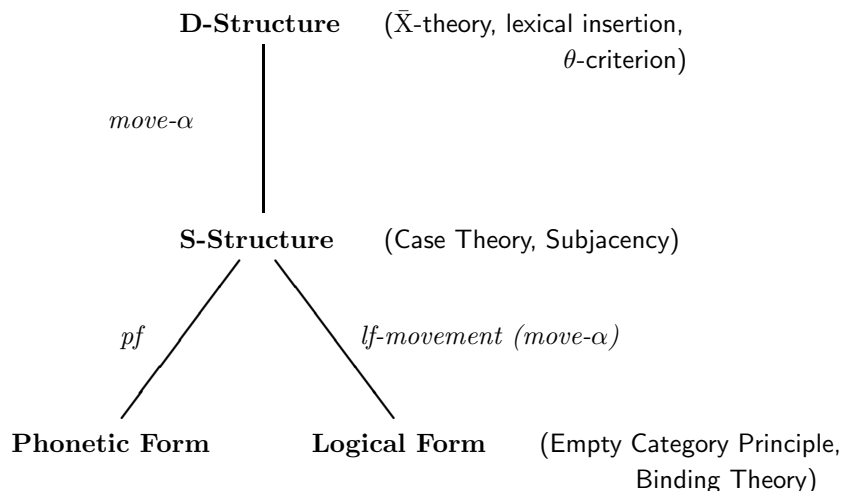 D-Structure (X̄-theory, lexical insertion,
θ-criterion)
move-α
S-Structure (Case Theory, Subjacency)
pf lf-movement (move-α)
Phonetic Form Logical Form (Empty Category Principle,
Binding Theory)